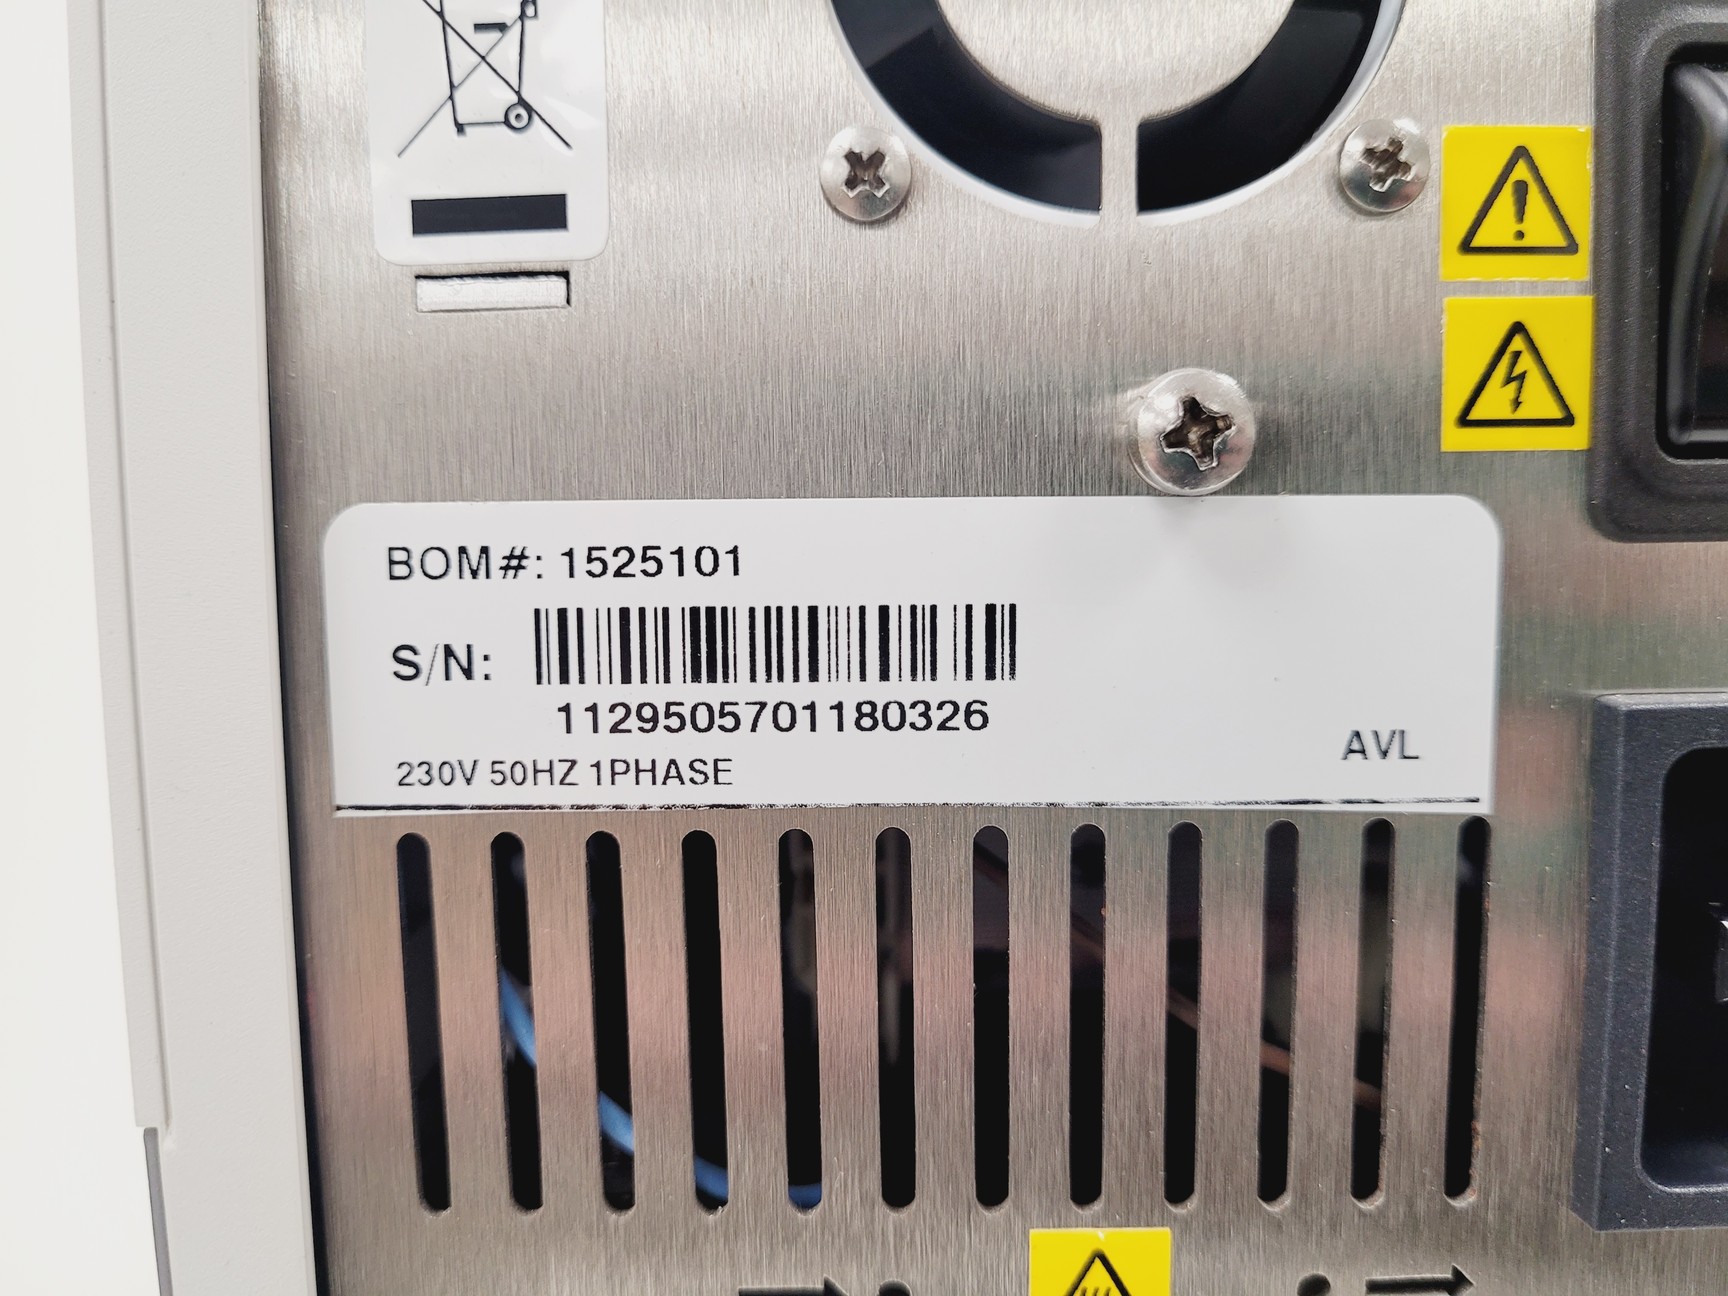 BOM#: 1525101
S/N:
1129505701180326
230V 50HZ 1PHASE
AVL